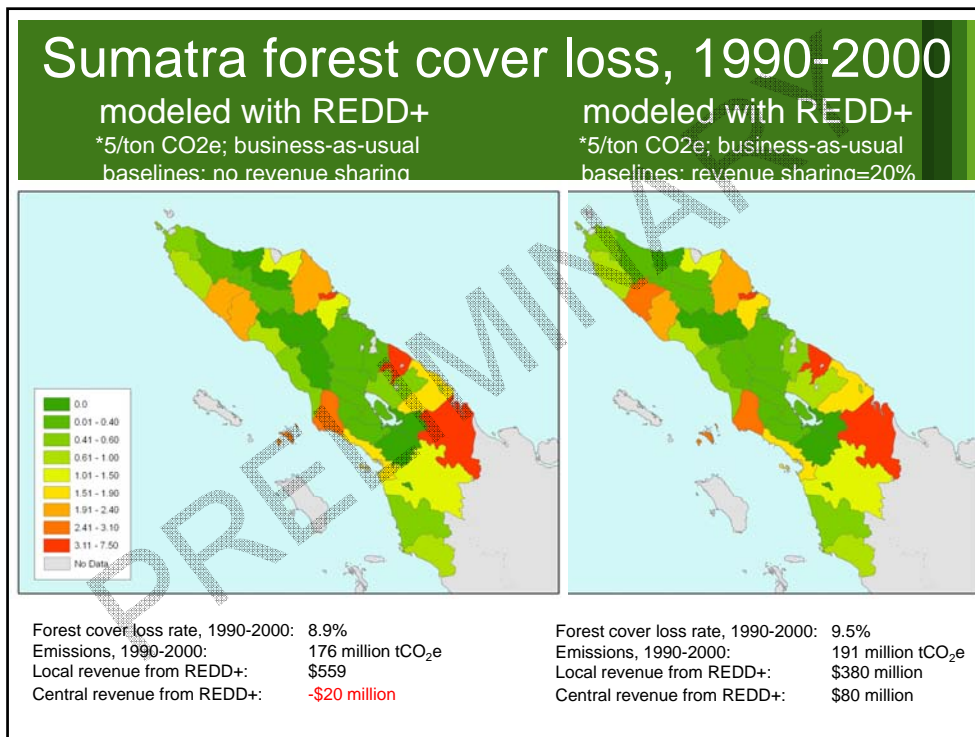 Sumatra forest cover loss, 1990-2000
modeled with REDD+
*5/ton CO2e; business-as-usual
baselines; no revenue sharing
modeled with REDD+
*5/ton CO2e; business-as-usual
baselines; revenue sharing=20%
PRELIMINARY
0.0
0.01 - 0.40
0.41 - 0.60
0.61 - 1.00
1.01 - 1.50
1.51 - 1.90
1.91 - 2.40
2.41 - 3.10
3.11 - 7.50
No Data
Forest cover loss rate, 1990-2000: 8.9%
Emissions, 1990-2000: 176 million tCO2e
Local revenue from REDD+: $559
Central revenue from REDD+: -$20 million
Forest cover loss rate, 1990-2000: 9.5%
Emissions, 1990-2000: 191 million tCO2e
Local revenue from REDD+: $380 million
Central revenue from REDD+: $80 million